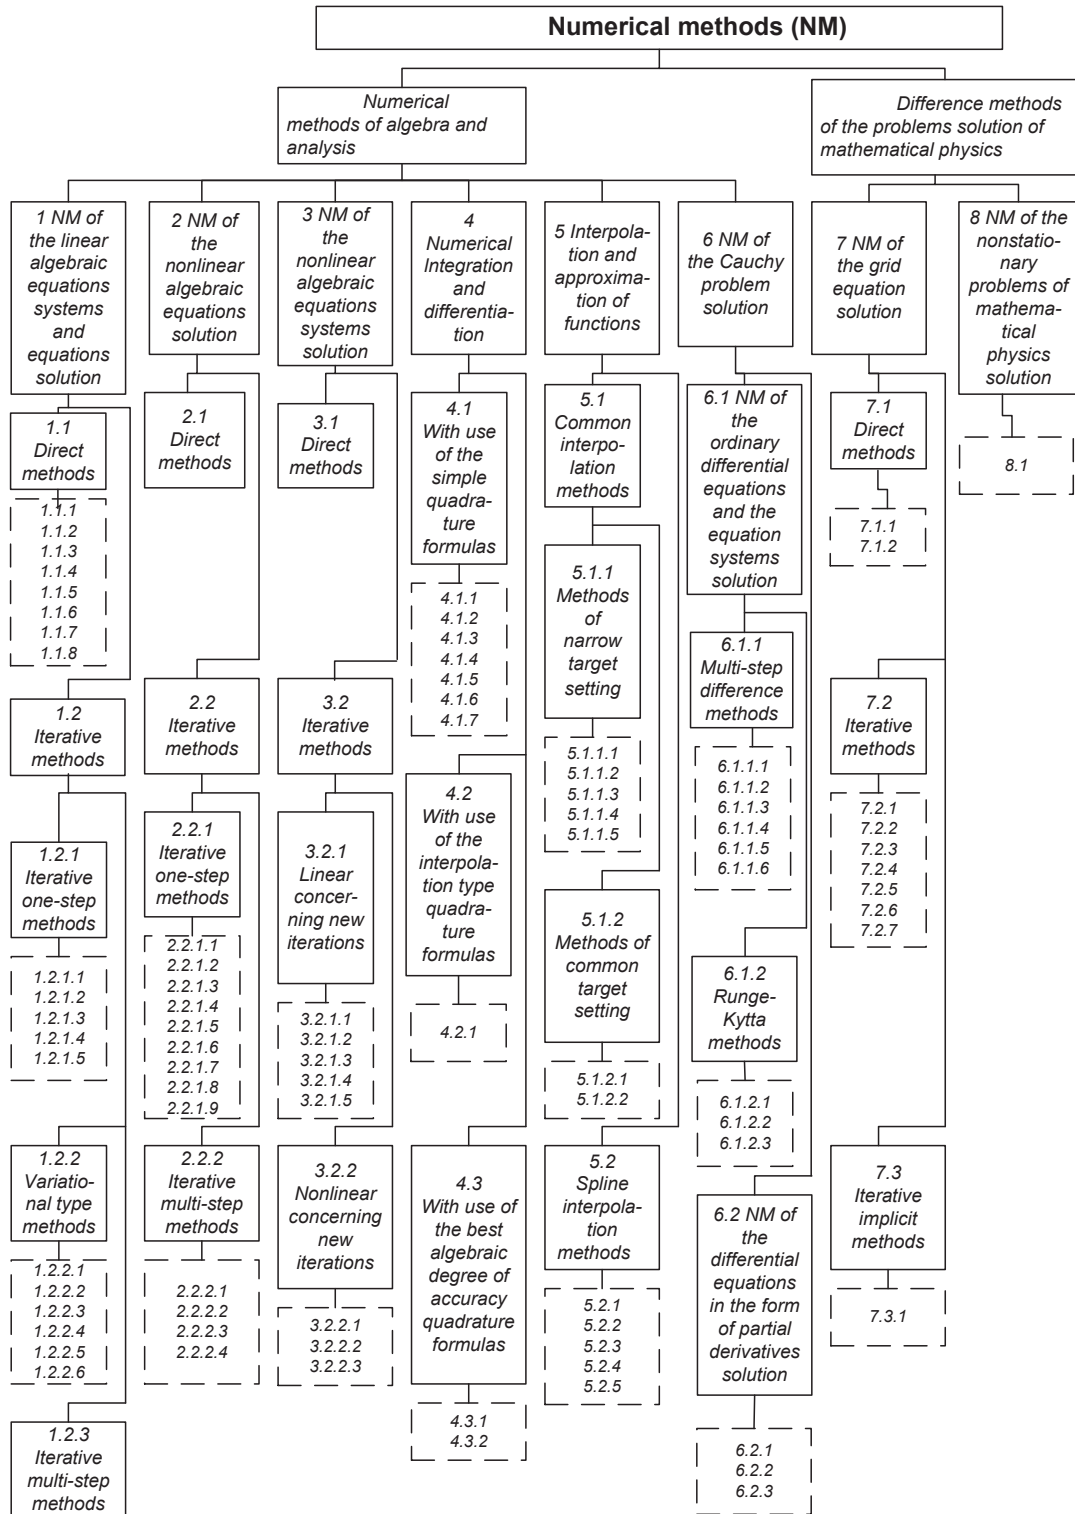 Numerical methods (NM)
Numerical
methods of algebra and
analysis
Difference methods
of the problems solution of
mathematical physics
1 NM of
the linear
algebraic
equations
systems
and
equations
solution
2 NM of
the
nonlinear
algebraic
equations
solution
3 NM of
the
nonlinear
algebraic
equations
systems
solution
4
Numerical
Integration
and
differentia-
tion
5 Interpola-
tion and
approxima-
tion of
functions
6 NM of
the Cauchy
problem
solution
7 NM of
the grid
equation
solution
8 NM of the
nonstatio-
nary
problems of
mathema-
tical
physics
solution
1.1
Direct
methods
1.1.1
1.1.2
1.1.3
1.1.4
1.1.5
1.1.6
1.1.7
1.1.8
1.2
Iterative
methods
1.2.1
Iterative
one-step
methods
1.2.1.1
1.2.1.2
1.2.1.3
1.2.1.4
1.2.1.5
1.2.2
Variatio-
nal type
methods
1.2.2.1
1.2.2.2
1.2.2.3
1.2.2.4
1.2.2.5
1.2.2.6
1.2.3
Iterative
multi-step
methods
2.1
Direct
methods
2.2
Iterative
methods
2.2.1
Iterative
one-step
methods
2.2.1.1
2.2.1.2
2.2.1.3
2.2.1.4
2.2.1.5
2.2.1.6
2.2.1.7
2.2.1.8
2.2.1.9
2.2.2
Iterative
multi-step
methods
2.2.2.1
2.2.2.2
2.2.2.3
2.2.2.4
3.1
Direct
methods
3.2
Iterative
methods
3.2.1
Linear
concer-
ning new
iterations
3.2.1.1
3.2.1.2
3.2.1.3
3.2.1.4
3.2.1.5
3.2.2
Nonlinear
concerning
new
iterations
3.2.2.1
3.2.2.2
3.2.2.3
4.1
With use of
the simple
quadra-
ture
formulas
4.1.1
4.1.2
4.1.3
4.1.4
4.1.5
4.1.6
4.1.7
4.2
With use
of the
interpola-
tion type
quadra-
ture
formulas
4.2.1
4.3
With use
of the best
algebraic
degree of
accuracy
quadrature
formulas
4.3.1
4.3.2
5.1
Common
interpo-
lation
methods
5.1.1
Methods
of
narrow
target
setting
5.1.1.1
5.1.1.2
5.1.1.3
5.1.1.4
5.1.1.5
5.1.2
Methods of
common
target
setting
5.1.2.1
5.1.2.2
5.2
Spline
interpola-
tion
methods
5.2.1
5.2.2
5.2.3
5.2.4
5.2.5
6.1 NM of
the
ordinary
differential
equations
and the
equation
systems
solution
6.1.1
Multi-step
difference
methods
6.1.1.1
6.1.1.2
6.1.1.3
6.1.1.4
6.1.1.5
6.1.1.6
6.1.2
Runge-
Kytta
methods
6.1.2.1
6.1.2.2
6.1.2.3
6.2 NM of
the
differential
equations
in the form
of partial
derivatives
solution
6.2.1
6.2.2
6.2.3
7.1
Direct
methods
7.1.1
7.1.2
7.2
Iterative
methods
7.2.1
7.2.2
7.2.3
7.2.4
7.2.5
7.2.6
7.2.7
7.3
Iterative
implicit
methods
7.3.1
8.1